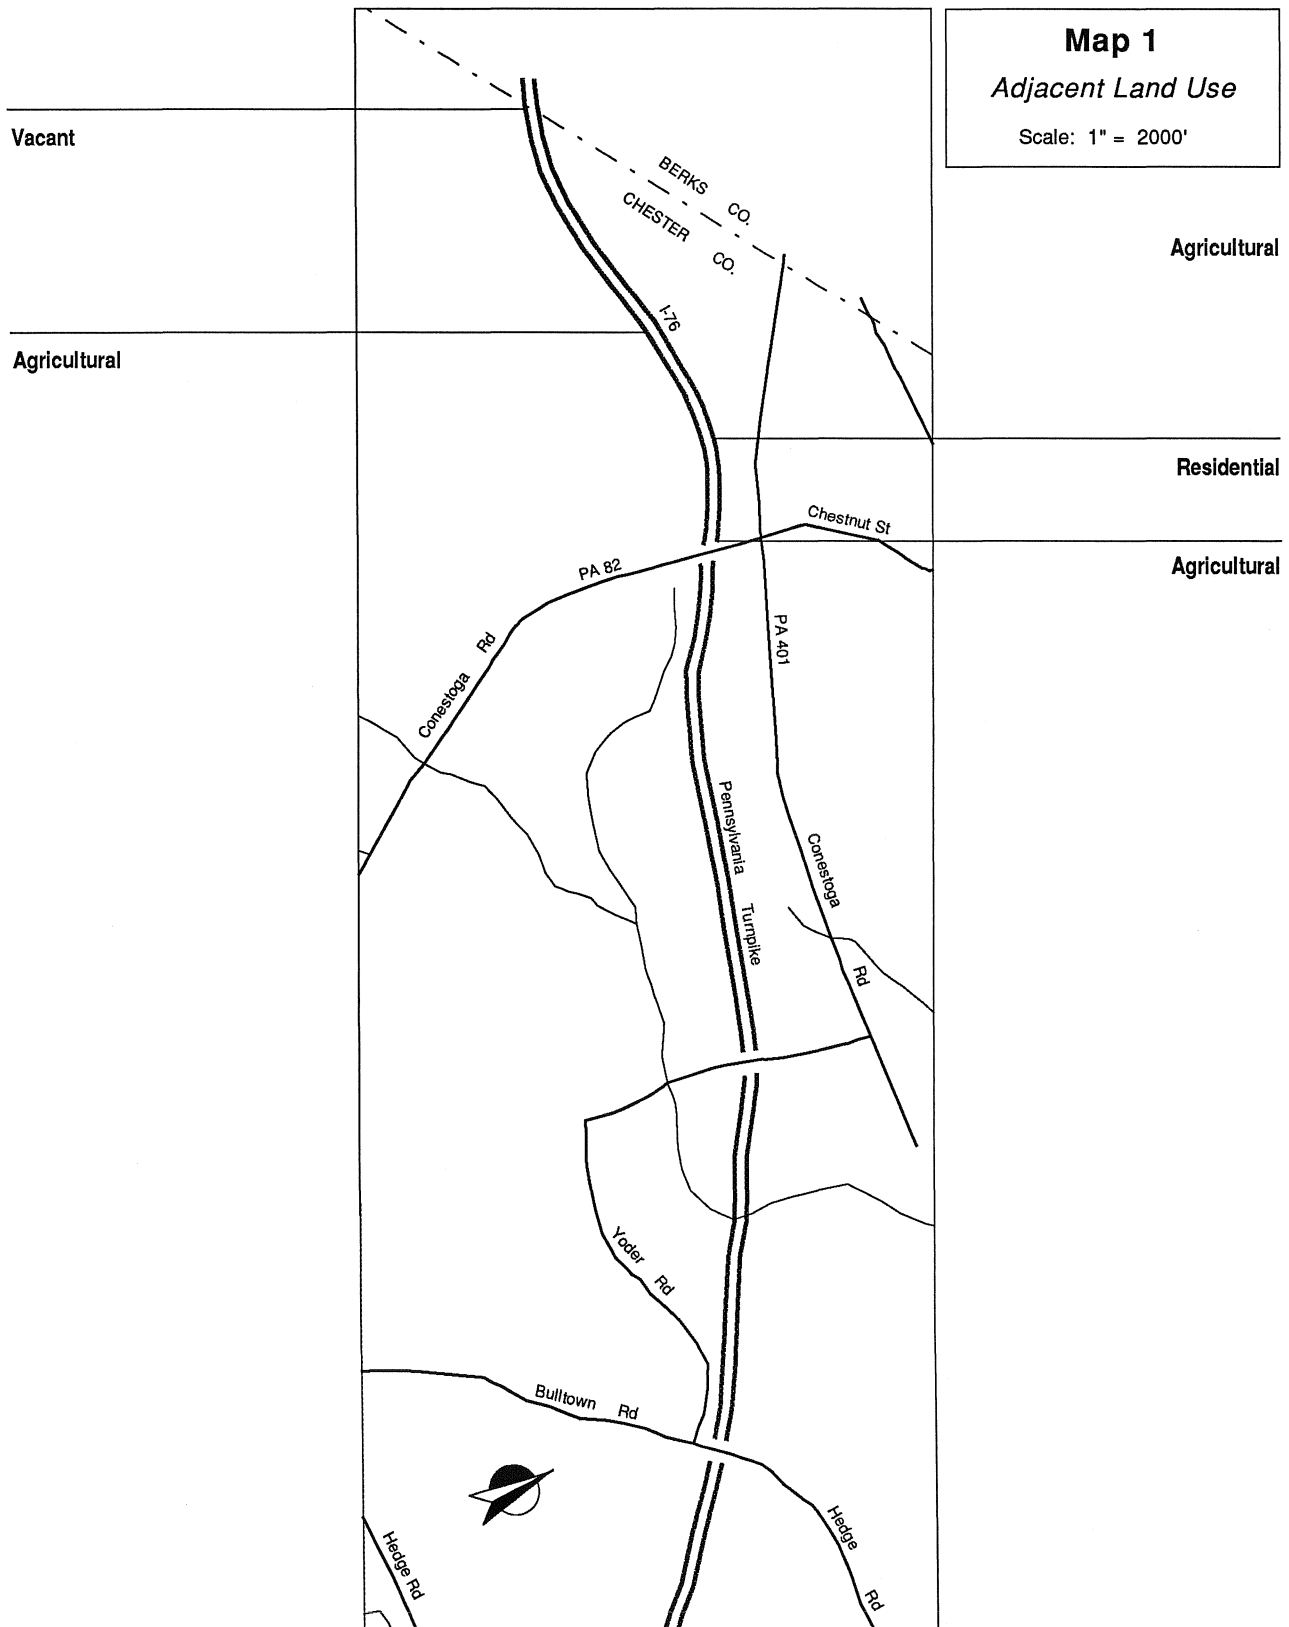 Map 1
Adjacent Land Use
Scale: 1" = 2000'
Vacant
BERKS CO.
CHESTER CO.
Agricultural
I-76
Agricultural
Residential
Chestnut St
PA 82
Agricultural
PA 401
Conestoga Rd
Pennsylvania Turnpike
Conestoga Rd
Yoder Rd
Bulltown Rd
Hedge Rd
Hedge Rd